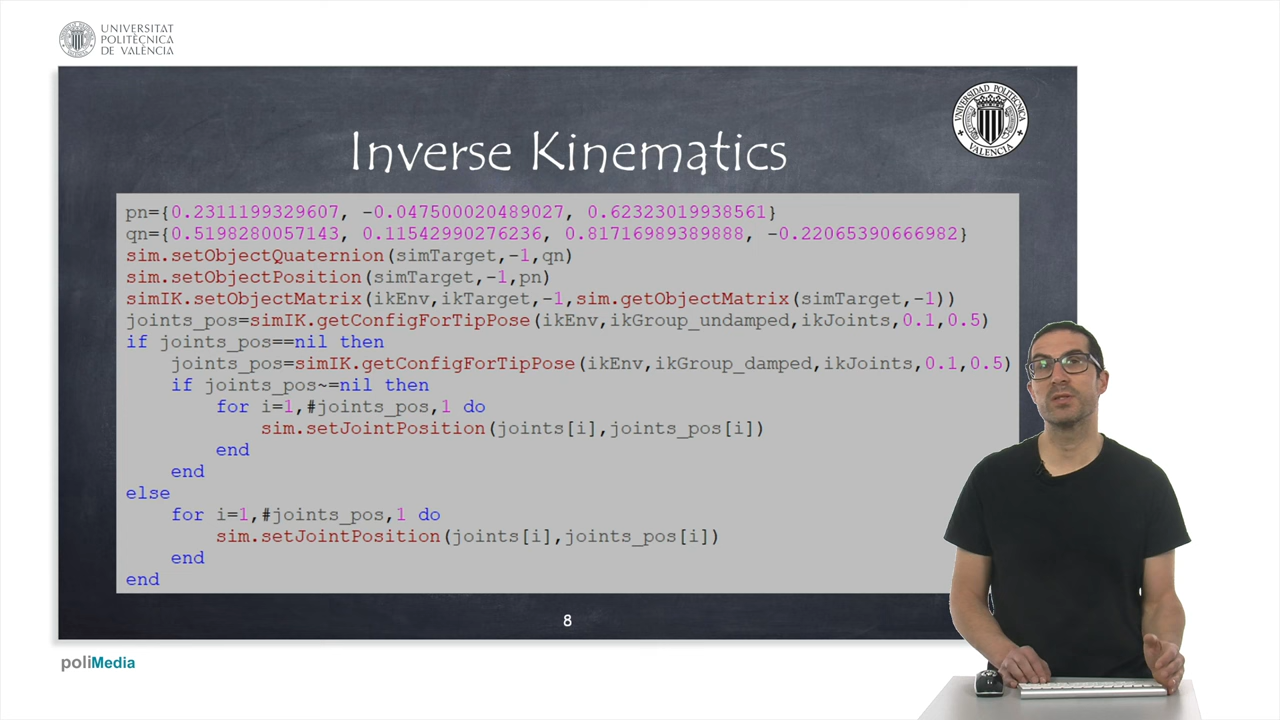 UNIVERSITAT
POLITÈCNICA
DE VALÈNCIA
UNIVERSIDAD POLITECNICA
VALENCIA
Inverse Kinematics
pn={0.2311199329607, -0.047500020489027, 0.62323019938561}
qn={0.5198280057143, 0.11542990276236, 0.81716989389888, -0.22065390666982}
sim.setObjectQuaternion(simTarget,-1,qn)
sim.setObjectPosition(simTarget,-1,pn)
simIK.setObjectMatrix(ikEnv,ikTarget,-1,sim.getObjectMatrix(simTarget,-1))
joints_pos=simIK.getConfigForTipPose(ikEnv,ikGroup_undamped,ikJoints,0.1,0.5)
if joints_pos==nil then
    joints_pos=simIK.getConfigForTipPose(ikEnv,ikGroup_damped,ikJoints,0.1,0.5)
    if joints_pos~=nil then
        for i=1,#joints_pos,1 do
            sim.setJointPosition(joints[i],joints_pos[i])
        end
    end
else
    for i=1,#joints_pos,1 do
        sim.setJointPosition(joints[i],joints_pos[i])
    end
end
8
poliMedia